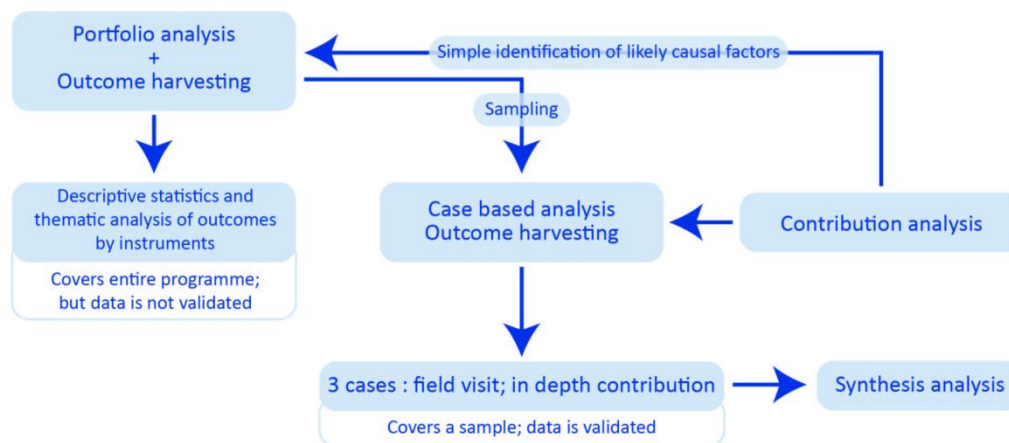 Portfolio analysis
+
Outcome harvesting
Simple identification of likely causal factors
Sampling
Descriptive statistics and
thematic analysis of outcomes
by instruments
Covers entire programme;
but data is not validated
Case based analysis
Outcome harvesting
Contribution analysis
3 cases : field visit; in depth contribution
Covers a sample; data is validated
Synthesis analysis